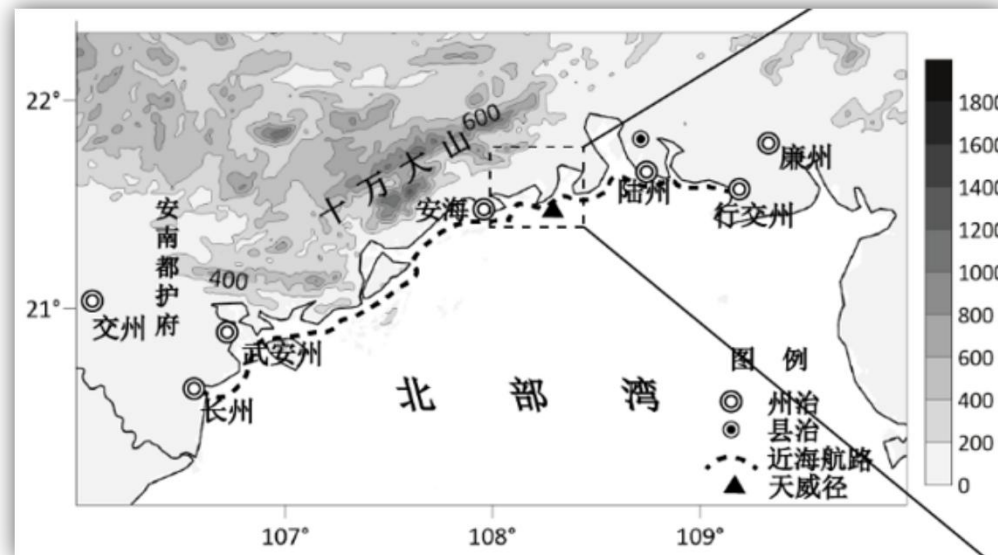 22°
21°
107°
108°
109°
600
400
十万大山
安南都护府
安海
陆州
廉州
行交州
交州
武安州
长州
北部湾
图例
州治
县治
近海航路
天威径
1800
1600
1400
1200
1000
800
600
400
200
0